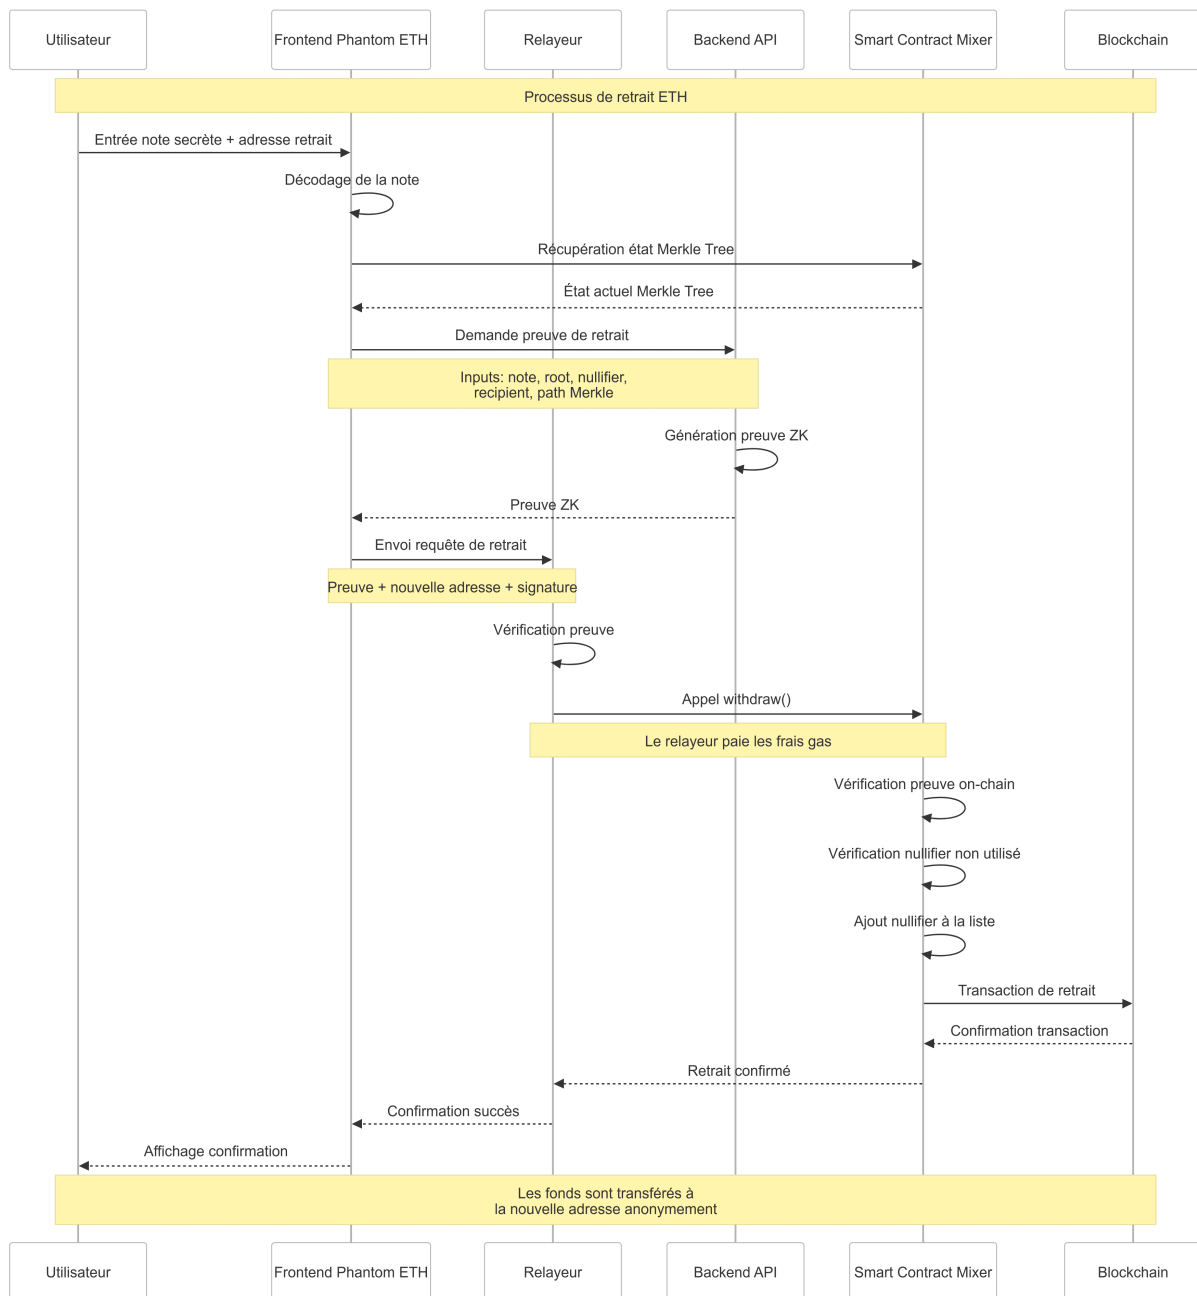 Utilisateur
Frontend Phantom ETH
Relayeur
Backend API
Smart Contract Mixer
Blockchain
Processus de retrait ETH
Entrée note secrète + adresse retrait
Décodage de la note
Récupération état Merkle Tree
État actuel Merkle Tree
Demande preuve de retrait
Inputs: note, root, nullifier,
recipient, path Merkle
Génération preuve ZK
Preuve ZK
Envoi requête de retrait
Preuve + nouvelle adresse + signature
Vérification preuve
Appel withdraw()
Le relayeur paie les frais gas
Vérification preuve on-chain
Vérification nullifier non utilisé
Ajout nullifier à la liste
Transaction de retrait
Confirmation transaction
Retrait confirmé
Confirmation succès
Affichage confirmation
Les fonds sont transférés à
la nouvelle adresse anonymement
Utilisateur
Frontend Phantom ETH
Relayeur
Backend API
Smart Contract Mixer
Blockchain